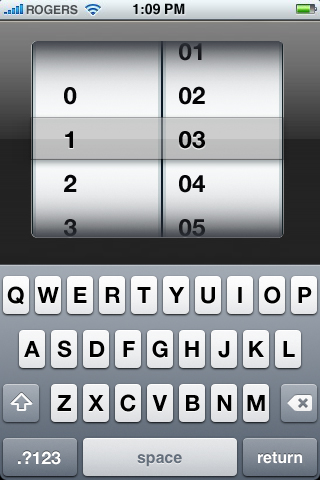 ROGERS 1:09 PM
01
0 02
1 03
2 04
3 05
Q W E R T Y U I O P
A S D F G H J K L
Z X C V B N M
.?123 space return